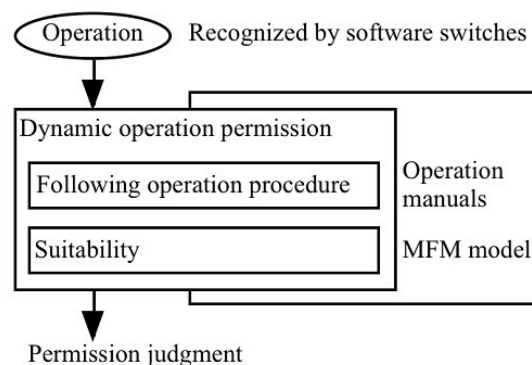 Operation
Recognized by software switches
Dynamic operation permission
Following operation procedure
Operation
manuals
Suitability
MFM model
Permission judgment